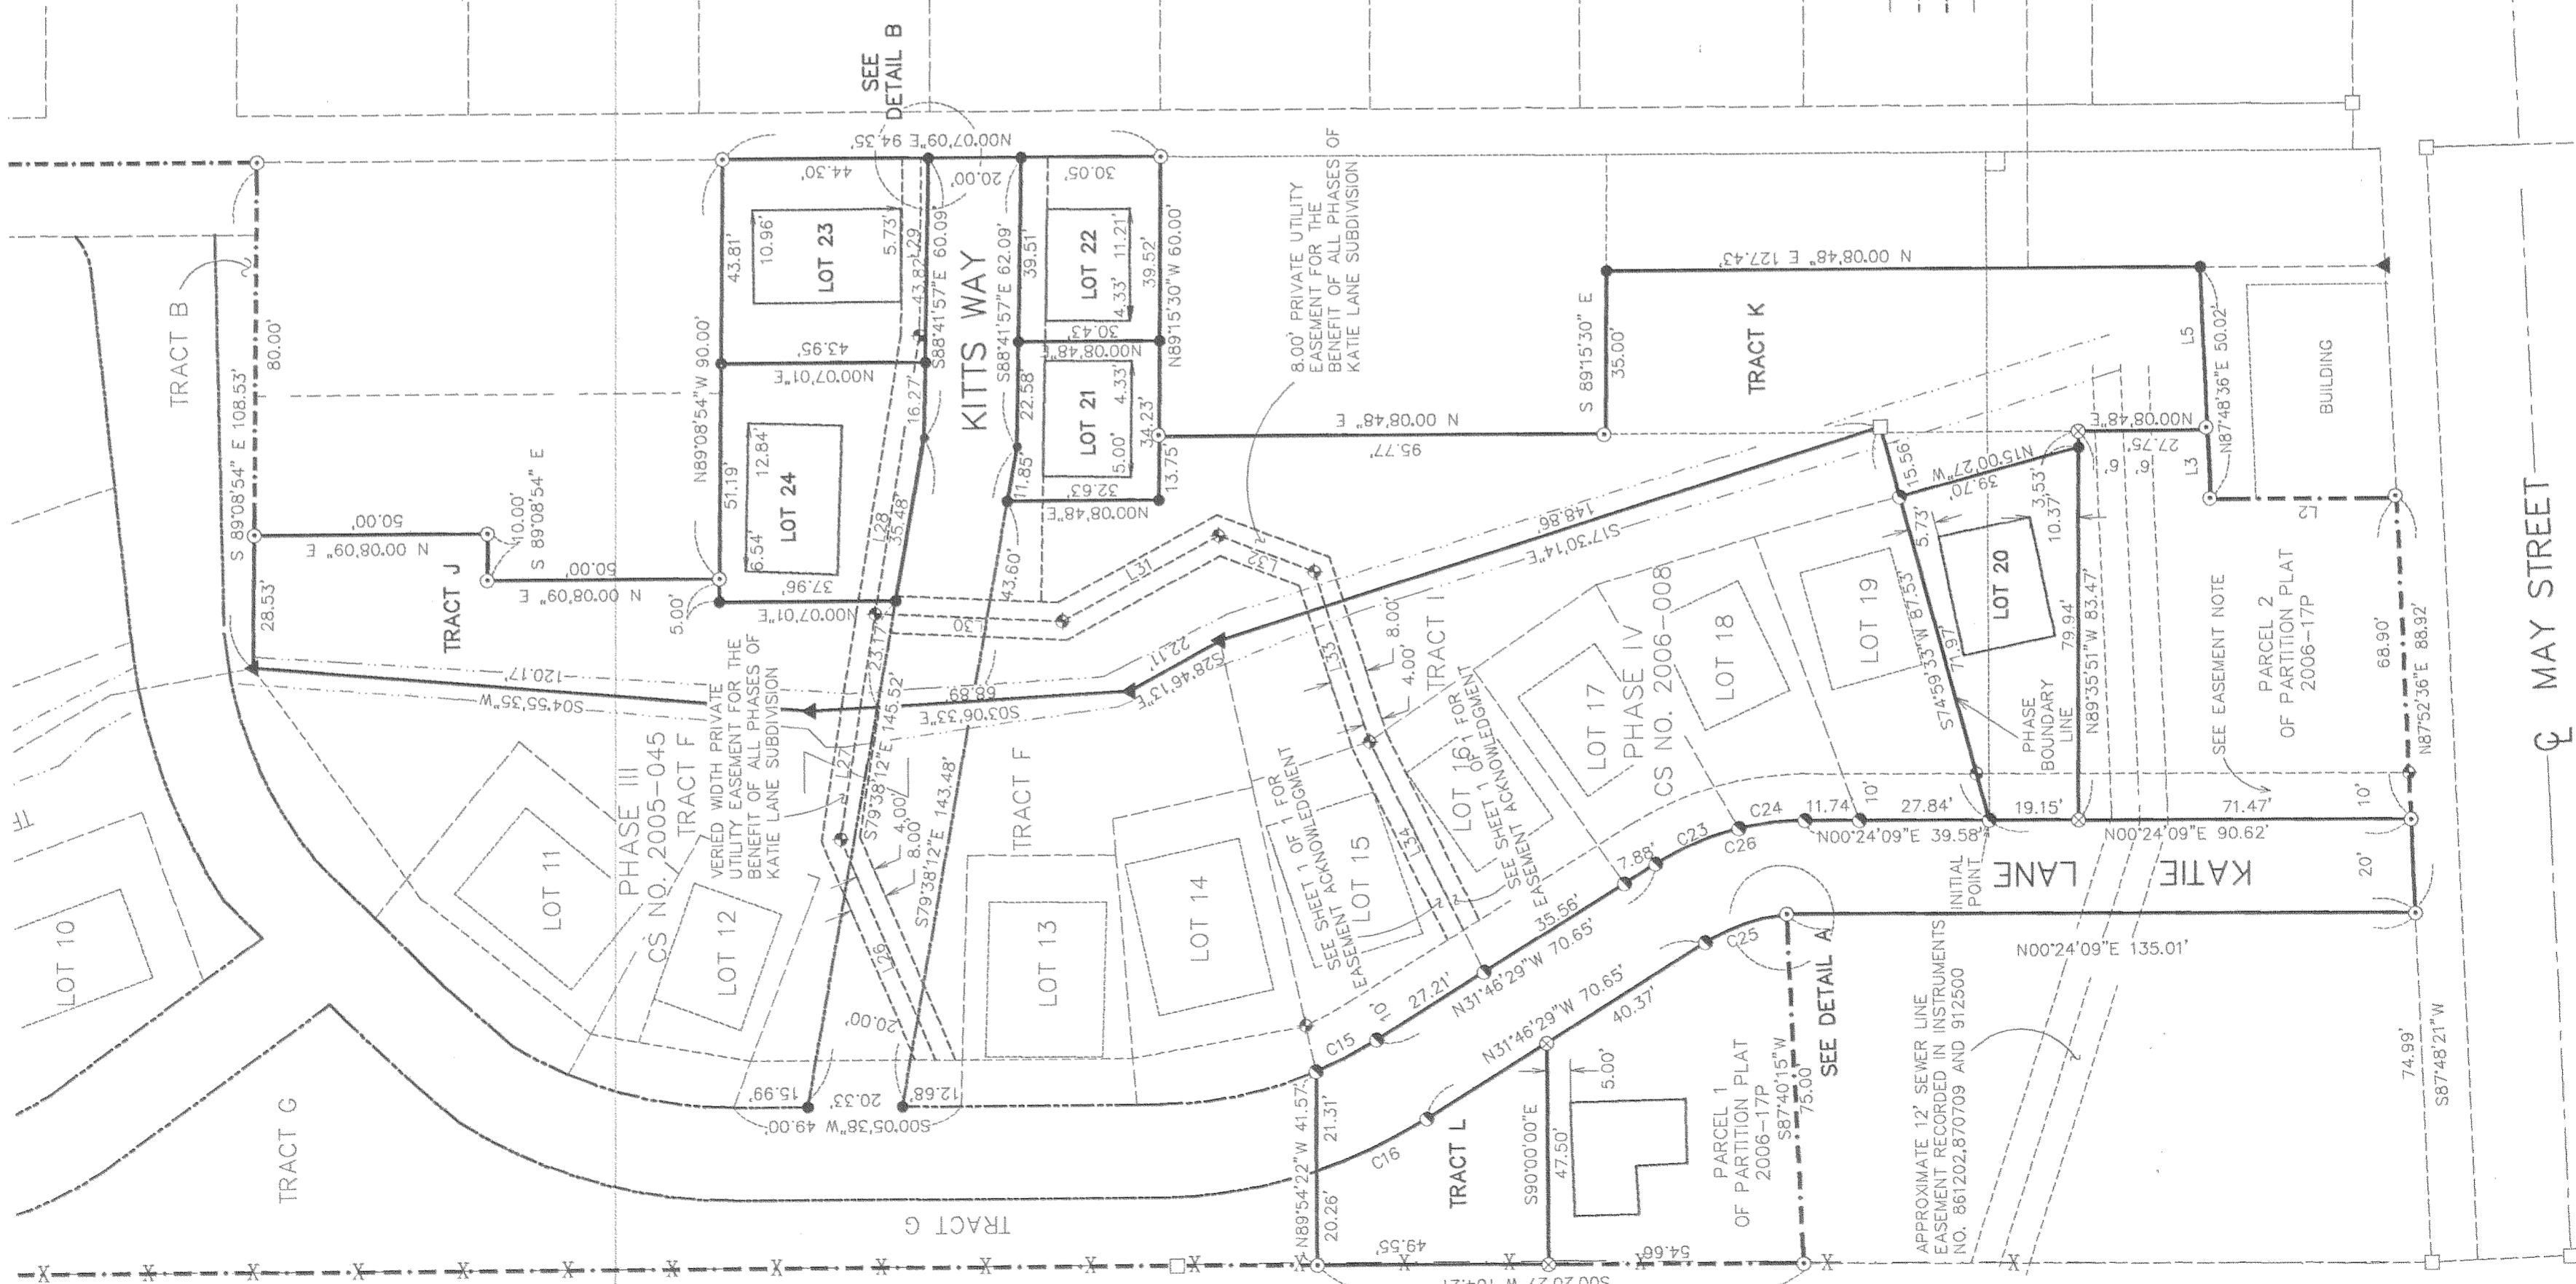 TRACT B
S 89°08'54" E 108.53'
80.00'
28.53'
N 00°08'09" E
50.00'
10.00'
S 89°08'54" E
N 00°08'09" E
50.00'
TRACT J
5.00'
SEE
DETAIL B
N00°07'09"E 94.35'
44.30'
20.00'
30.05'
N89°08'54"W 90.00'
43.81'
51.19'
10.96'
LOT 23
5.73'
43.82'
L29
43.95'
N00°07'01"E
12.84'
LOT 24
6.54'
37.96'
N00°07'01"E
L28
35.48'
16.27'
S88°41'57"E 60.09'
KITTS WAY
S88°41'57"E 62.09'
39.51'
22.58'
11.85'
LOT 22
4.33'
11.21'
39.52'
30.43'
N00°08'48"E
N89°15'30"W 60.00'
LOT 21
4.33'
5.00'
34.23'
13.75'
32.63'
N00°08'48"E
43.60'
8.00' PRIVATE UTILITY
EASEMENT FOR THE
BENEFIT OF ALL PHASES OF
KATIE LANE SUBDIVISION
N 00°08'48" E
95.77'
S 89°15'30" E
35.00'
N 00°08'48" E 127.43'
TRACT K
L5
N87°48'36"E 50.02'
L3
L2
BUILDING
N00°08'48"E
27.75'
6'
6'
15.56'
N15°00'27"W
39.70'
3.53'
10.37'
5.73'
LOT 20
S74°59'33"W 87.53'
71.97'
79.94'
N89°35'51"W 83.47'
PHASE
BOUNDARY
LINE
SEE EASEMENT NOTE
PARCEL 2
OF PARTITION PLAT
2006-17P
68.90'
N87°52'36"E 88.92'
℄ MAY STREET
148.86'
S17°30'14"E
L30
L31
L32
L33
L34
22.11'
S28°46'13"E
68.89'
S03°06'33"E
120.17'
S04°55'35"W
8.00'
4.00'
TRACT I
23.17'
S79°38'12"E 145.52'
S79°38'12"E 143.48'
4.00'
8.00'
L27
L26
VERIED WIDTH PRIVATE
UTILITY EASEMENT FOR THE
BENEFIT OF ALL PHASES OF
KATIE LANE SUBDIVISION
PHASE III
CS NO. 2005-045
TRACT F
TRACT F
LOT 10
LOT 11
LOT 12
LOT 13
LOT 14
LOT 15
LOT 16
LOT 17
LOT 18
LOT 19
PHASE IV
CS NO. 2006-008
SEE SHEET 1 OF 1 FOR
EASEMENT ACKNOWLEDGMENT
SEE SHEET 1 OF 1 FOR
EASEMENT ACKNOWLEDGMENT
TF
TRACT G
TRACT G
15.99'
20.33'
12.68'
20.00'
S00°05'38"W 49.00'
C15
10'
27.21'
N31°46'29"W 70.65'
35.56'
7.88'
C23
C26
C24
11.74'
10'
27.84'
19.15'
71.47'
10'
N00°24'09"E 39.58'
N00°24'09"E 90.62'
INITIAL
POINT
KATIE LANE
20'
N00°24'09"E 135.01'
N31°46'29"W 70.65'
40.37'
C25
C16
SEE DETAIL A
S87°40'15"W
75.00
N89°54'22"W 41.57'
21.31'
20.26'
TRACT L
S90°00'00"E
47.50'
5.00'
49.55'
54.66'
PARCEL 1
OF PARTITION PLAT
2006-17P
APPROXIMATE 12' SEWER LINE
EASEMENT RECORDED IN INSTRUMENTS
NO. 861202,870709 AND 912500
74.99'
S87°48'21"W